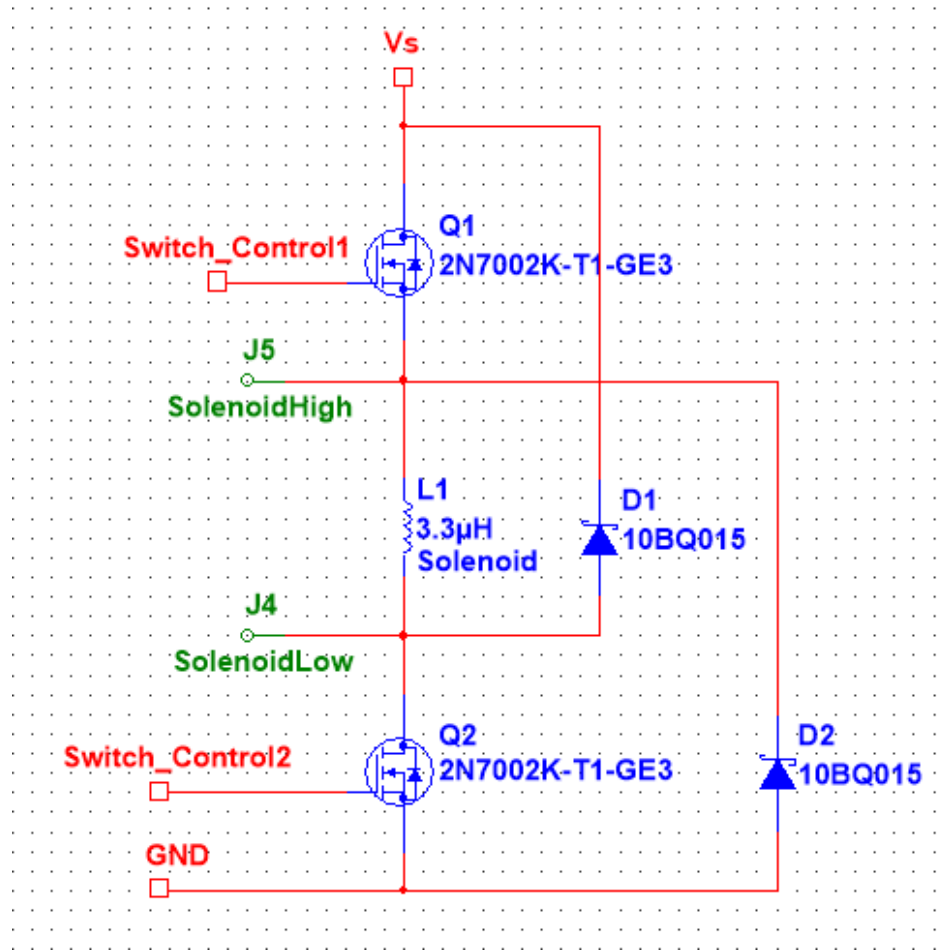 Vs
Q1
Switch_Control1
2N7002K-T1-GE3
J5
SolenoidHigh
L1
3.3µH
Solenoid
D1
10BQ015
J4
SolenoidLow
Q2
Switch_Control2
2N7002K-T1-GE3
D2
10BQ015
GND